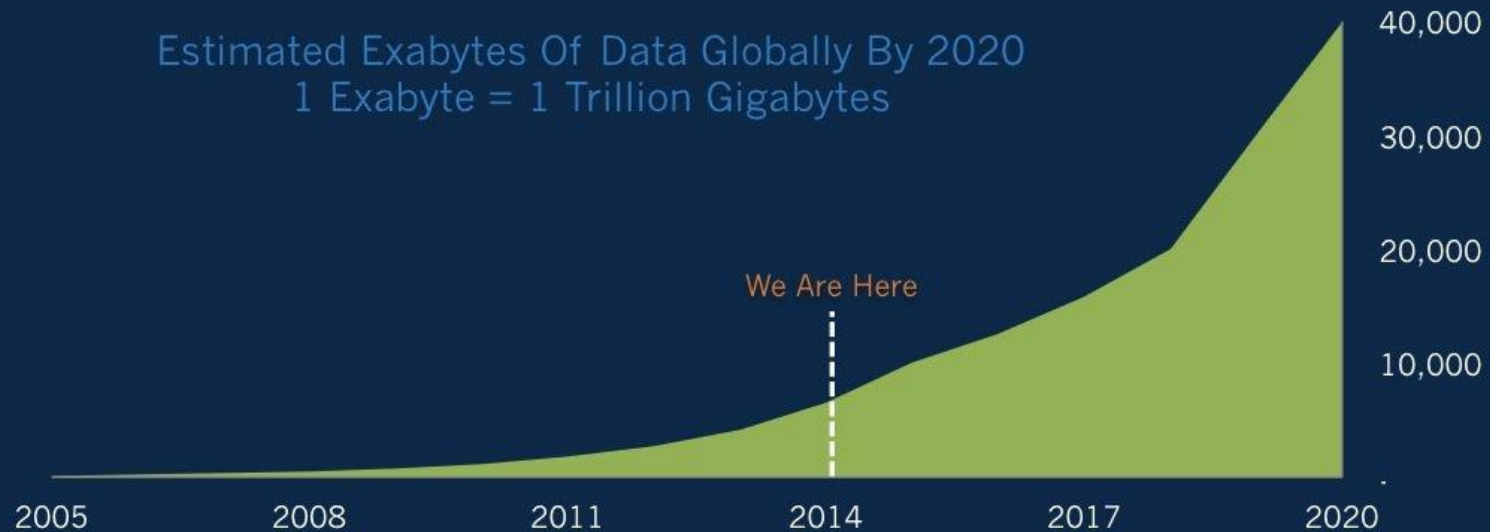 Estimated Exabytes Of Data Globally By 2020
1 Exabyte = 1 Trillion Gigabytes
40,000
30,000
20,000
We Are Here
10,000
-
2005 2008 2011 2014 2017 2020